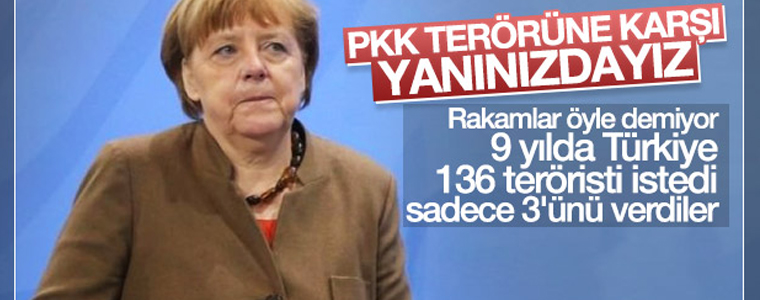 PKK TERÖRÜNE KARŞI
YANINIZDAYIZ
Rakamlar öyle demiyor
9 yılda Türkiye
136 teröristi istedi
sadece 3'ünü verdiler